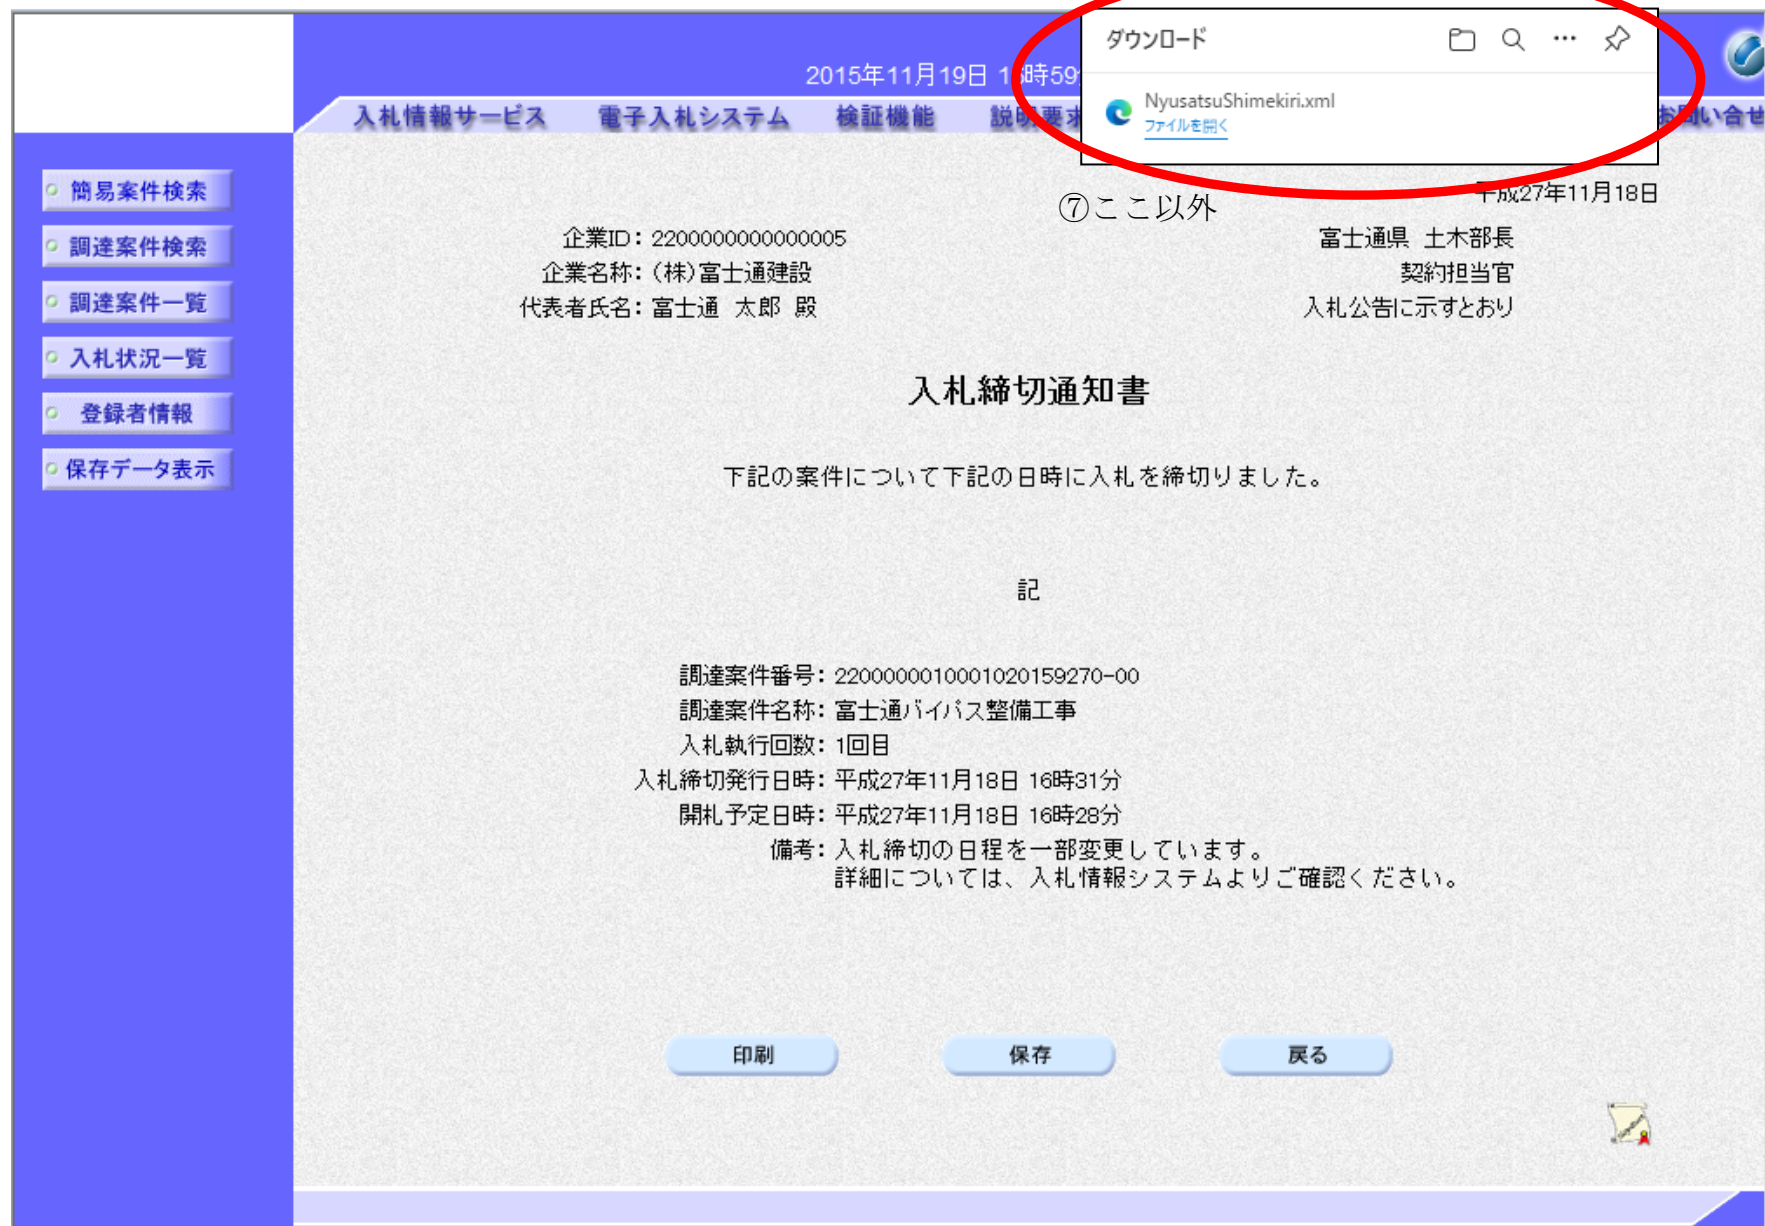 ダウンロード
NyusatsuShimekiri.xml
ファイルを開く
2015年11月19日 1 時59
入札情報サービス 電子入札システム 検証機能 説明要求 お問い合せ
簡易案件検索
調達案件検索
調達案件一覧
入札状況一覧
登録者情報
保存データ表示
⑦ここ以外
平成27年11月18日
企業ID：2200000000000005
企業名称：（株）富士通建設
代表者氏名：富士通 太郎 殿
富士通県 土木部長
契約担当官
入札公告に示すとおり
入札締切通知書
下記の案件について下記の日時に入札を締切りました。
記
調達案件番号：2200000010001020159270-00
調達案件名称：富士通バイパス整備工事
入札執行回数：1回目
入札締切発行日時：平成27年11月18日 16時31分
開札予定日時：平成27年11月18日 16時28分
備考：入札締切の日程を一部変更しています。
詳細については、入札情報システムよりご確認ください。
印刷
保存
戻る